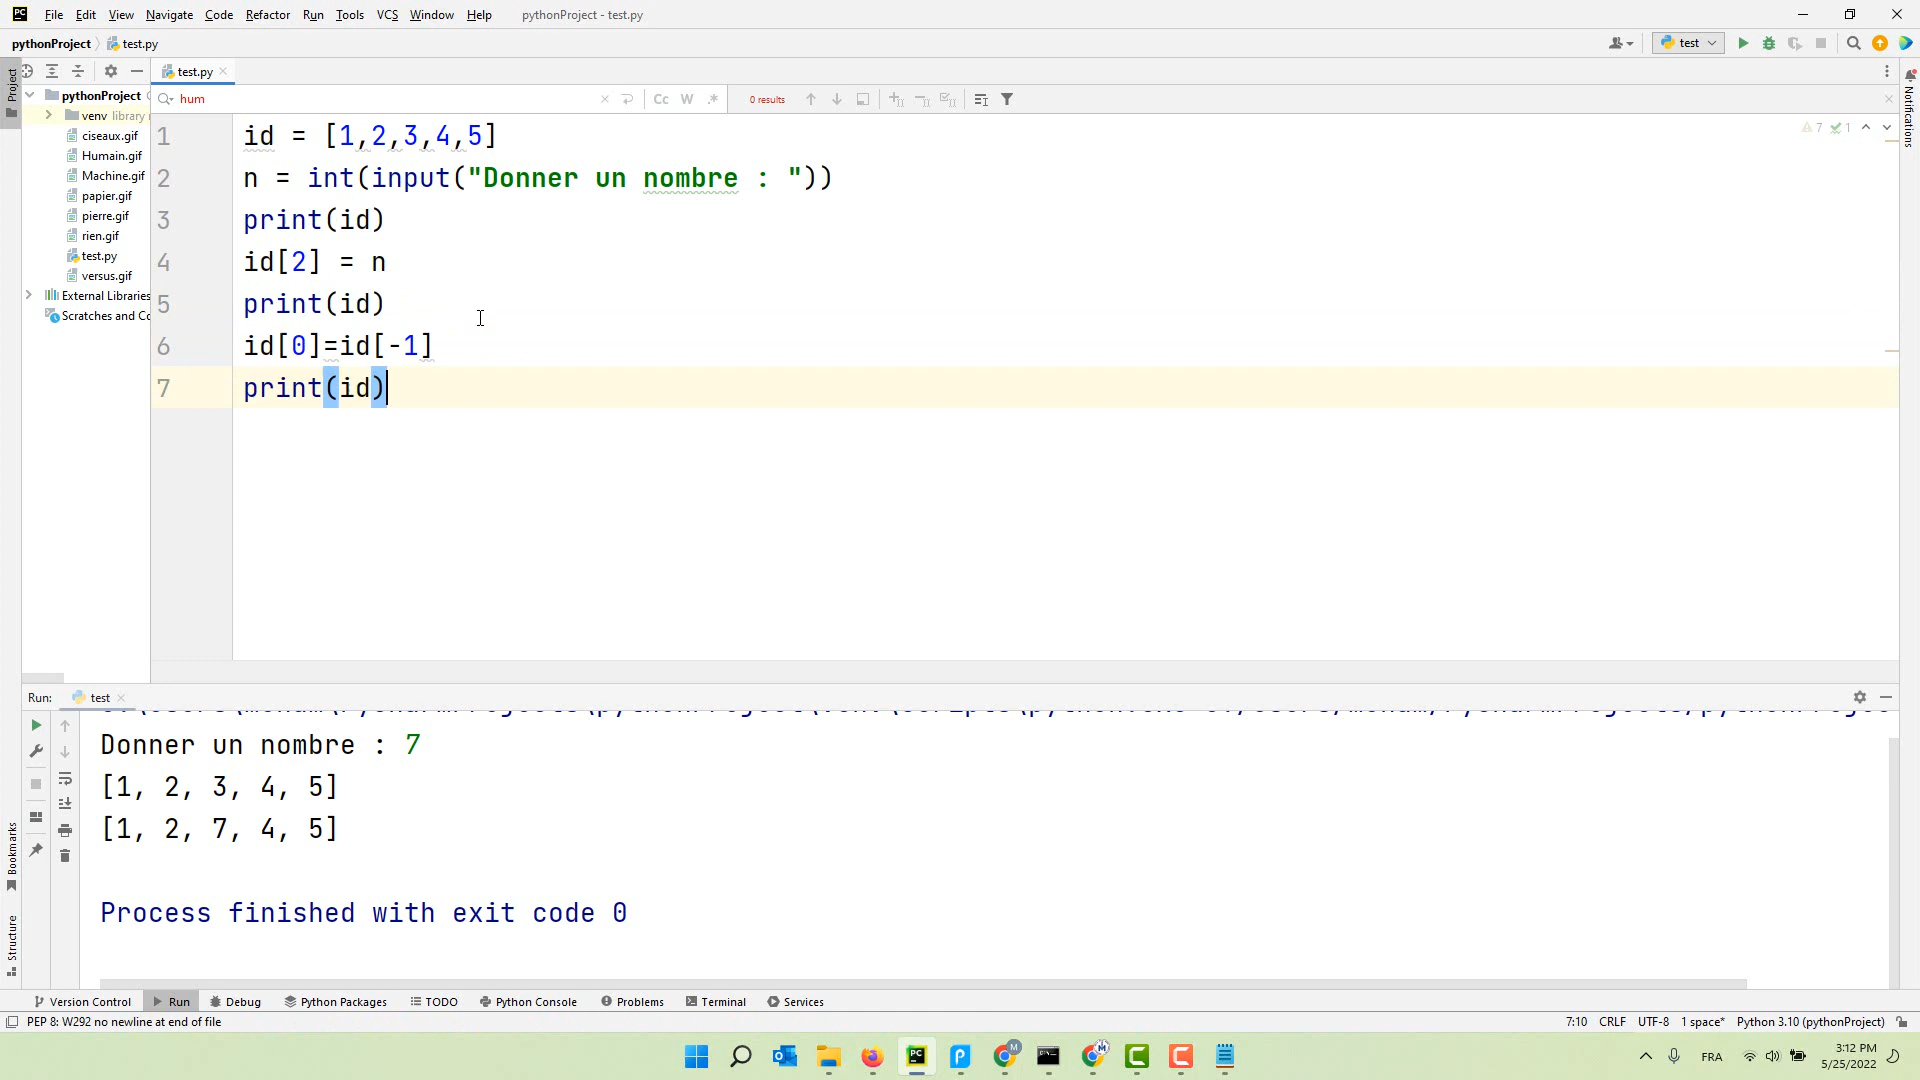 File Edit View Navigate Code Refactor Run Tools VCS Window Help pythonProject - test.py
pythonProject test.py
test
Project
test.py
Notifications
pythonProject
hum
Cc W .*
0 results
venv library
ciseaux.gif
Humain.gif
Machine.gif
papier.gif
pierre.gif
rien.gif
test.py
versus.gif
External Libraries
Scratches and Co
7 1
1 id = [1,2,3,4,5]
2 n = int(input("Donner un nombre : "))
3 print(id)
4 id[2] = n
5 print(id)
6 id[0]=id[-1]
7 print(id)
Run: test
Donner un nombre : 7
[1, 2, 3, 4, 5]
[1, 2, 7, 4, 5]
Process finished with exit code 0
Bookmarks
Structure
Version Control Run Debug Python Packages TODO Python Console Problems Terminal Services
PEP 8: W292 no newline at end of file
7:10 CRLF UTF-8 1 space* Python 3.10 (pythonProject)
FRA
3:12 PM
5/25/2022